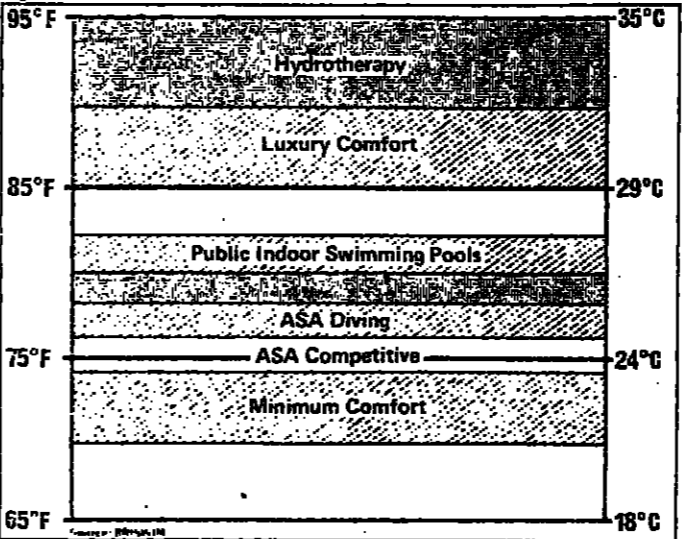 95°F 35°C
Hydrotherapy
Luxury Comfort
85°F 29°C
Public Indoor Swimming Pools
ASA Diving
75°F ASA Competitive 24°C
Minimum Comfort
65°F 18°C